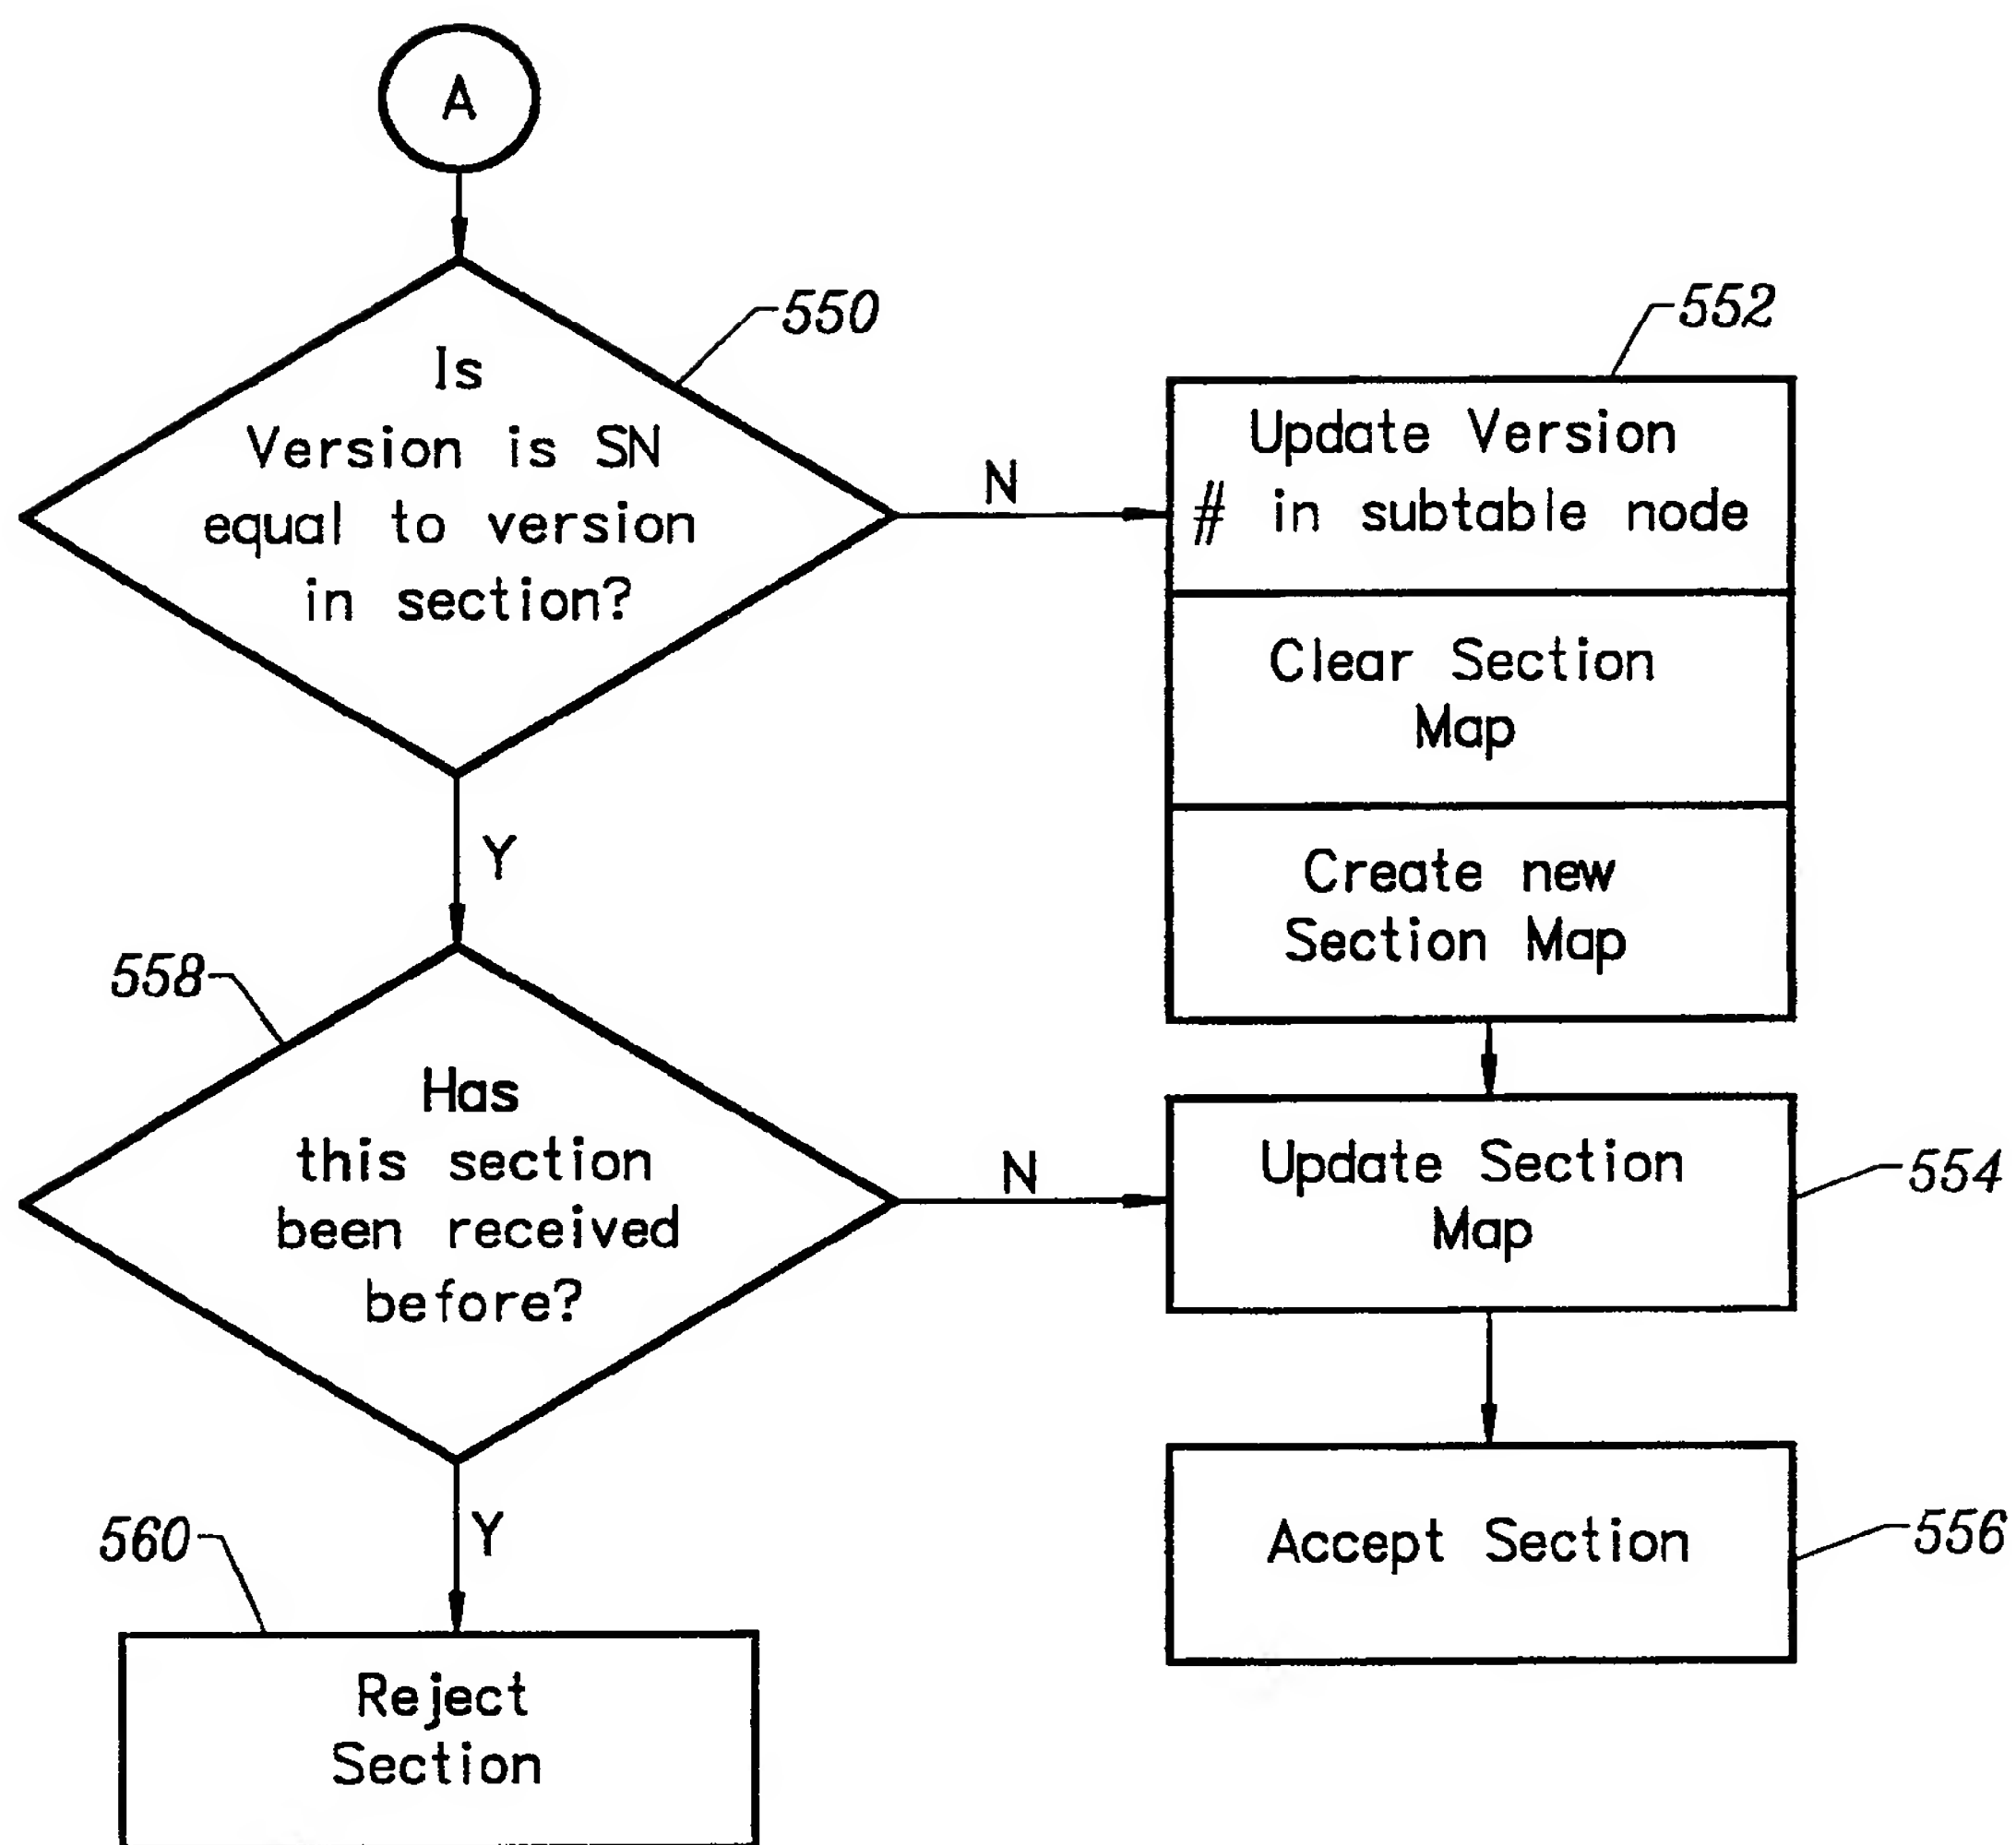 A
550
Is
Version is SN
equal to version
in section?
N
552
Update Version
# in subtable node
Clear Section
Map
Create new
Section Map
Y
558
Has
this section
been received
before?
N
Update Section
Map
554
Y
560
Reject
Section
Accept Section
556